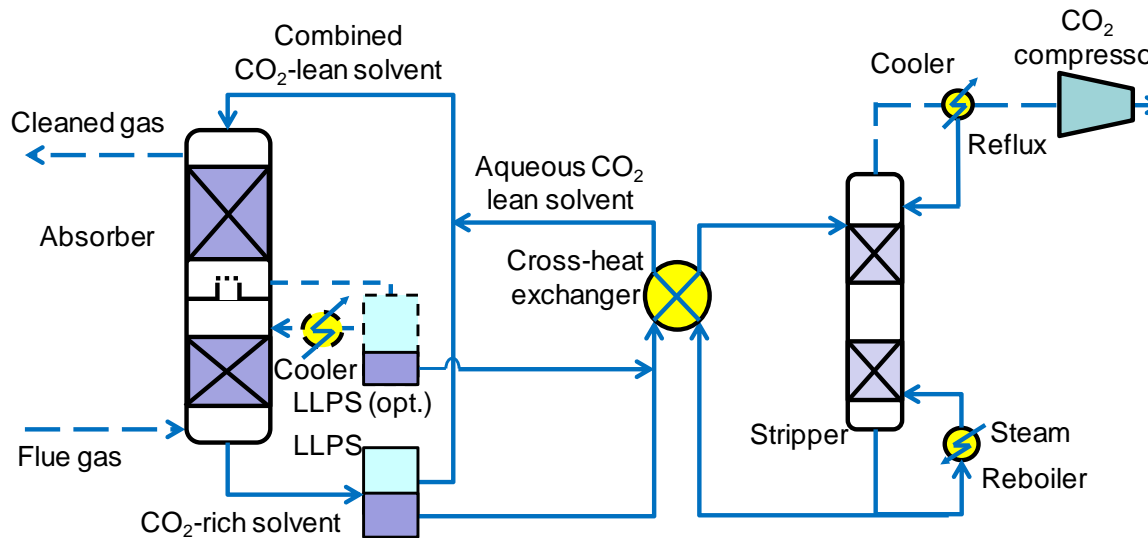 Combined
CO₂-lean solvent
CO₂
compresso
Cooler
Cleaned gas
Reflux
Aqueous CO₂
lean solvent
Absorber
Cross-heat
exchanger
Cooler
LLPS (opt.)
Flue gas
LLPS
Stripper
Steam
Reboiler
CO₂-rich solvent